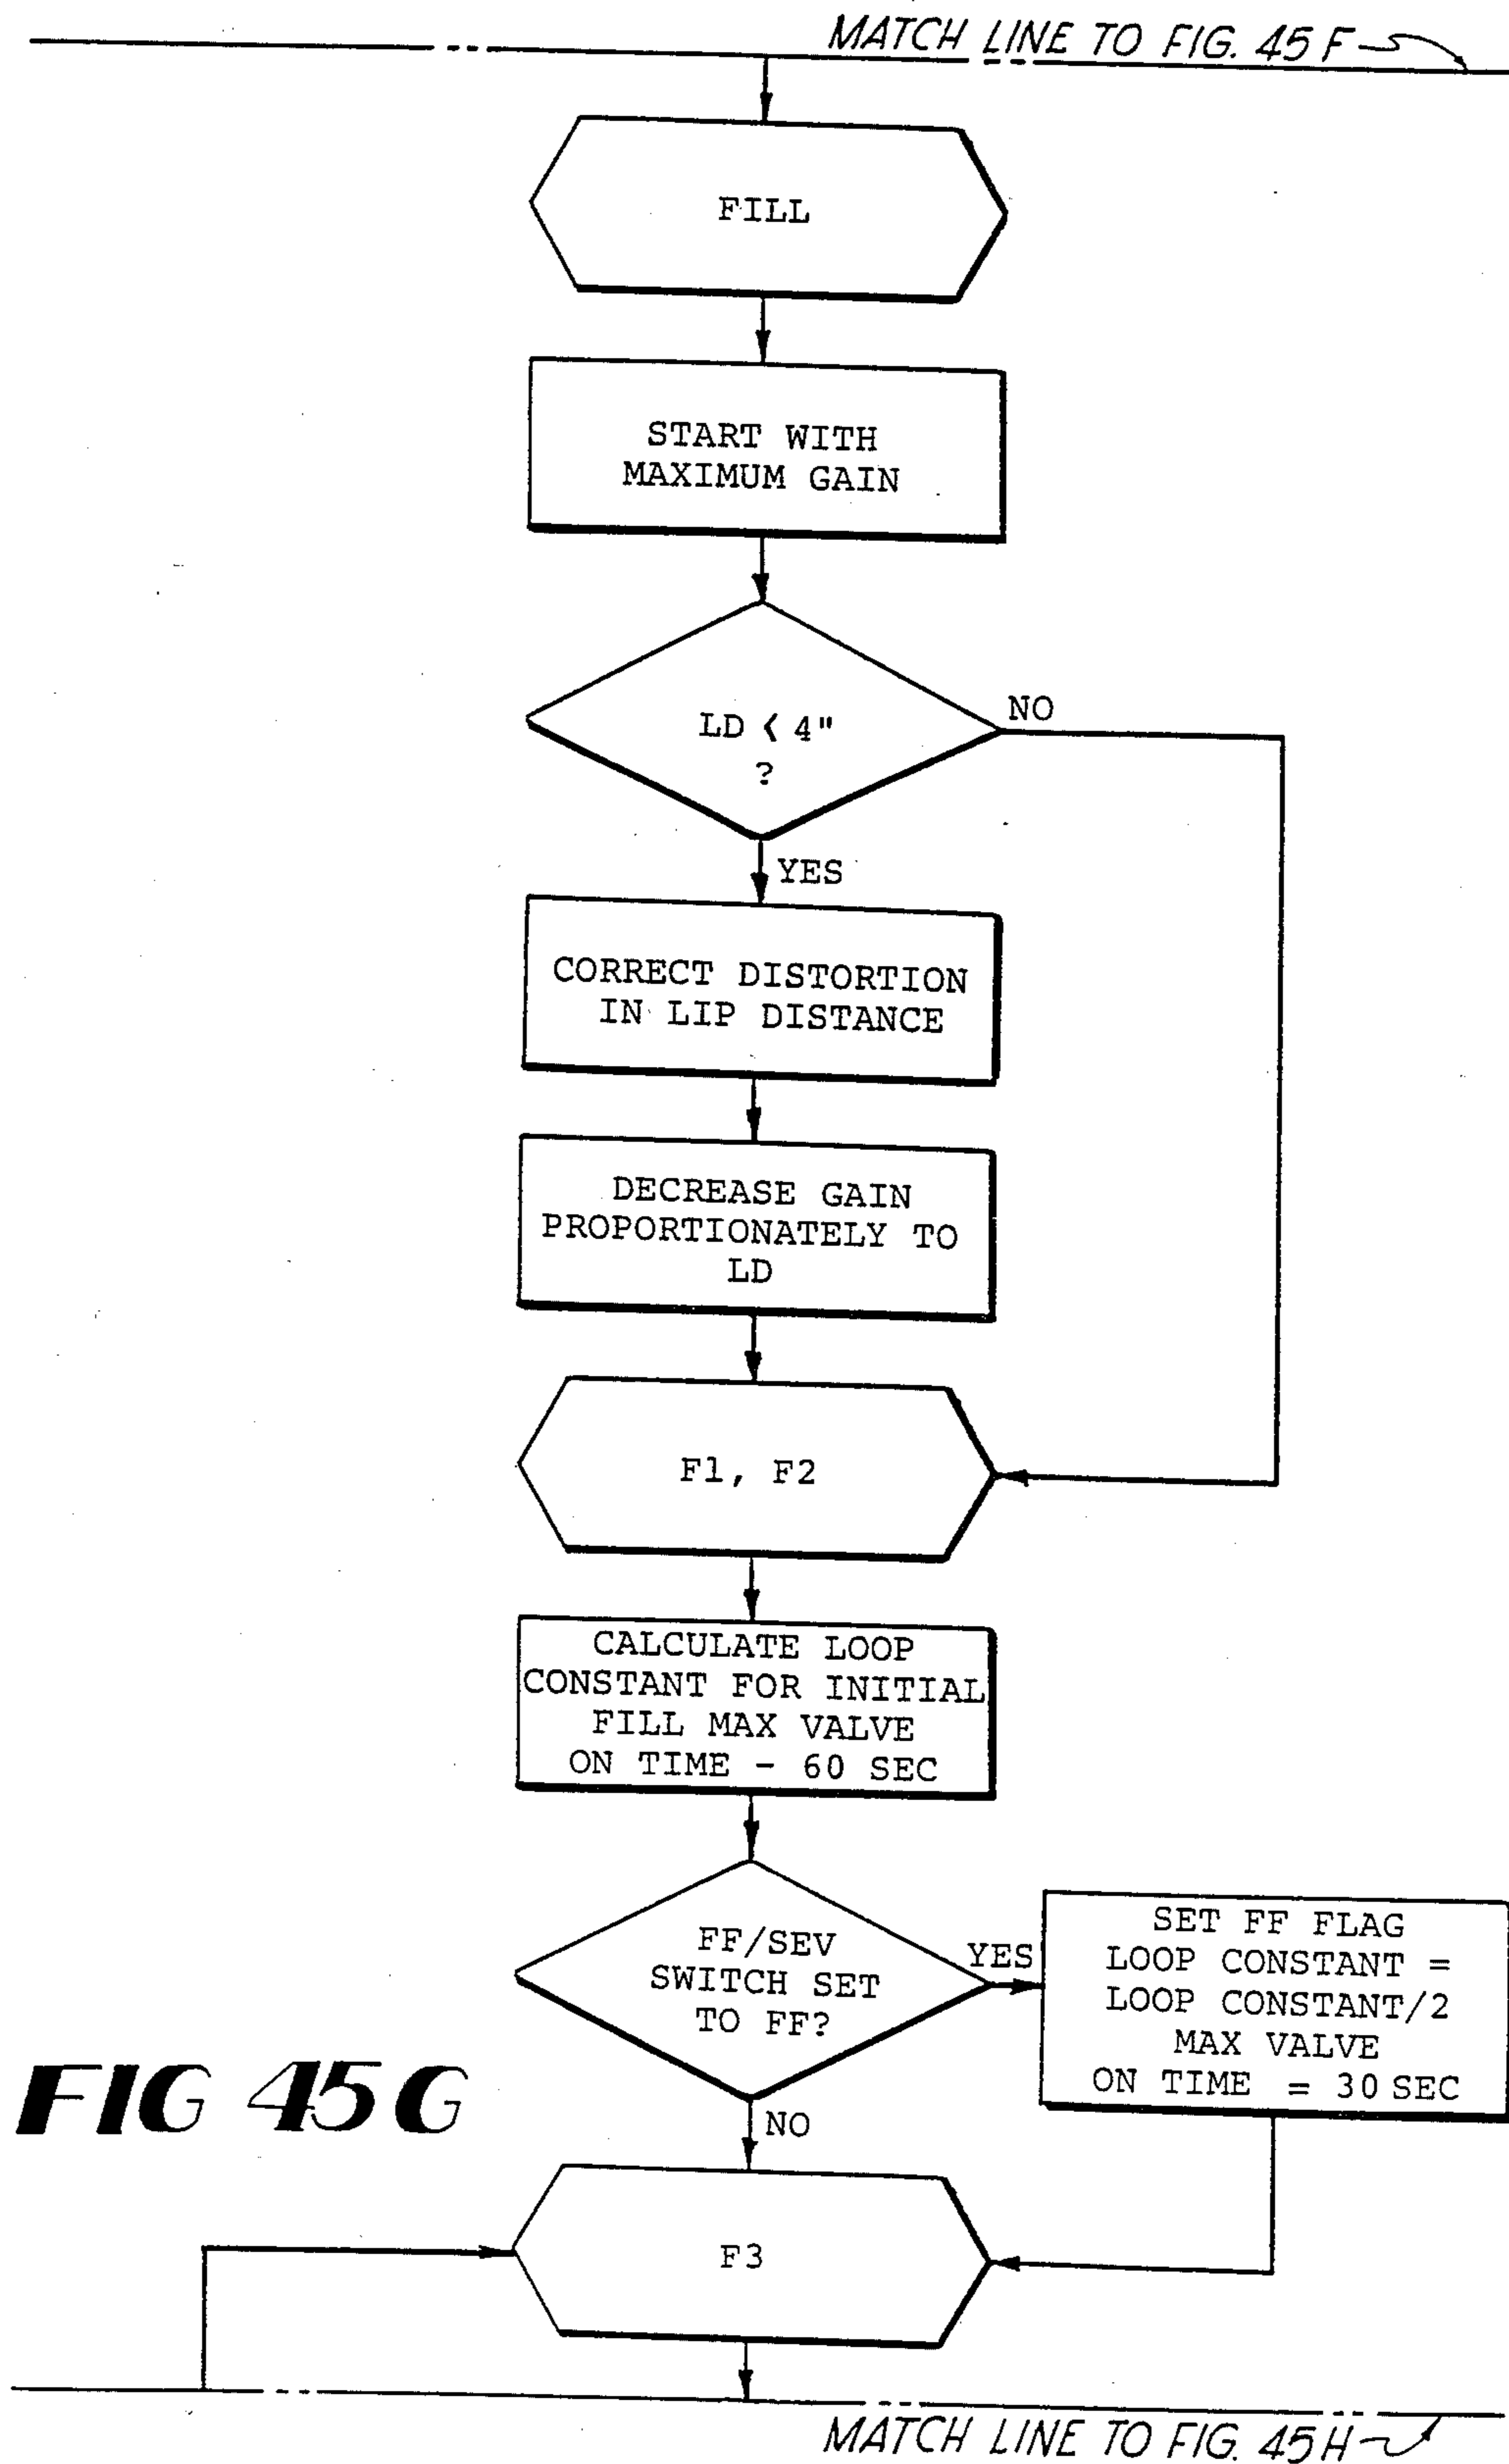 MATCH LINE TO FIG. 45 F
FILL
START WITH
MAXIMUM GAIN
LD < 4"
?
NO
YES
CORRECT DISTORTION
IN LIP DISTANCE
DECREASE GAIN
PROPORTIONATELY TO
LD
F1, F2
CALCULATE LOOP
CONSTANT FOR INITIAL
FILL MAX VALVE
ON TIME - 60 SEC
FF/SEV
SWITCH SET
TO FF?
YES
SET FF FLAG
LOOP CONSTANT =
LOOP CONSTANT/2
MAX VALVE
ON TIME = 30 SEC
NO
FIG 45G
F3
MATCH LINE TO FIG. 45H